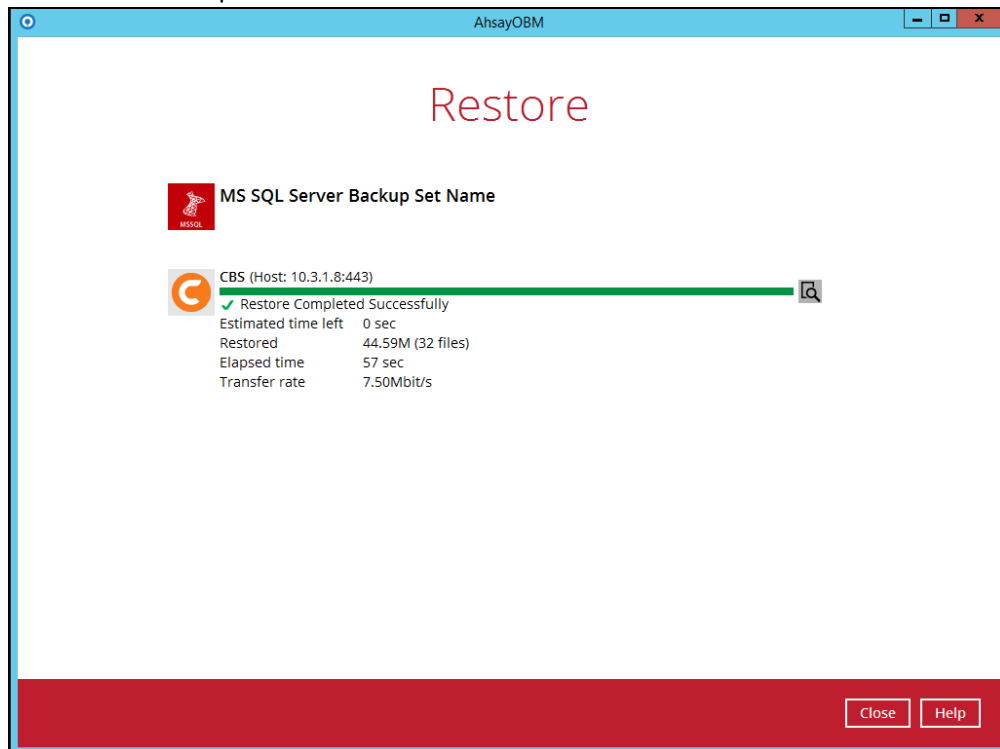 AhsayOBM
Restore
MS SQL Server Backup Set Name
MSSQL
CBS (Host: 10.3.1.8:443)
Restore Completed Successfully
Estimated time left 0 sec
Restored 44.59M (32 files)
Elapsed time 57 sec
Transfer rate 7.50Mbit/s
Close Help